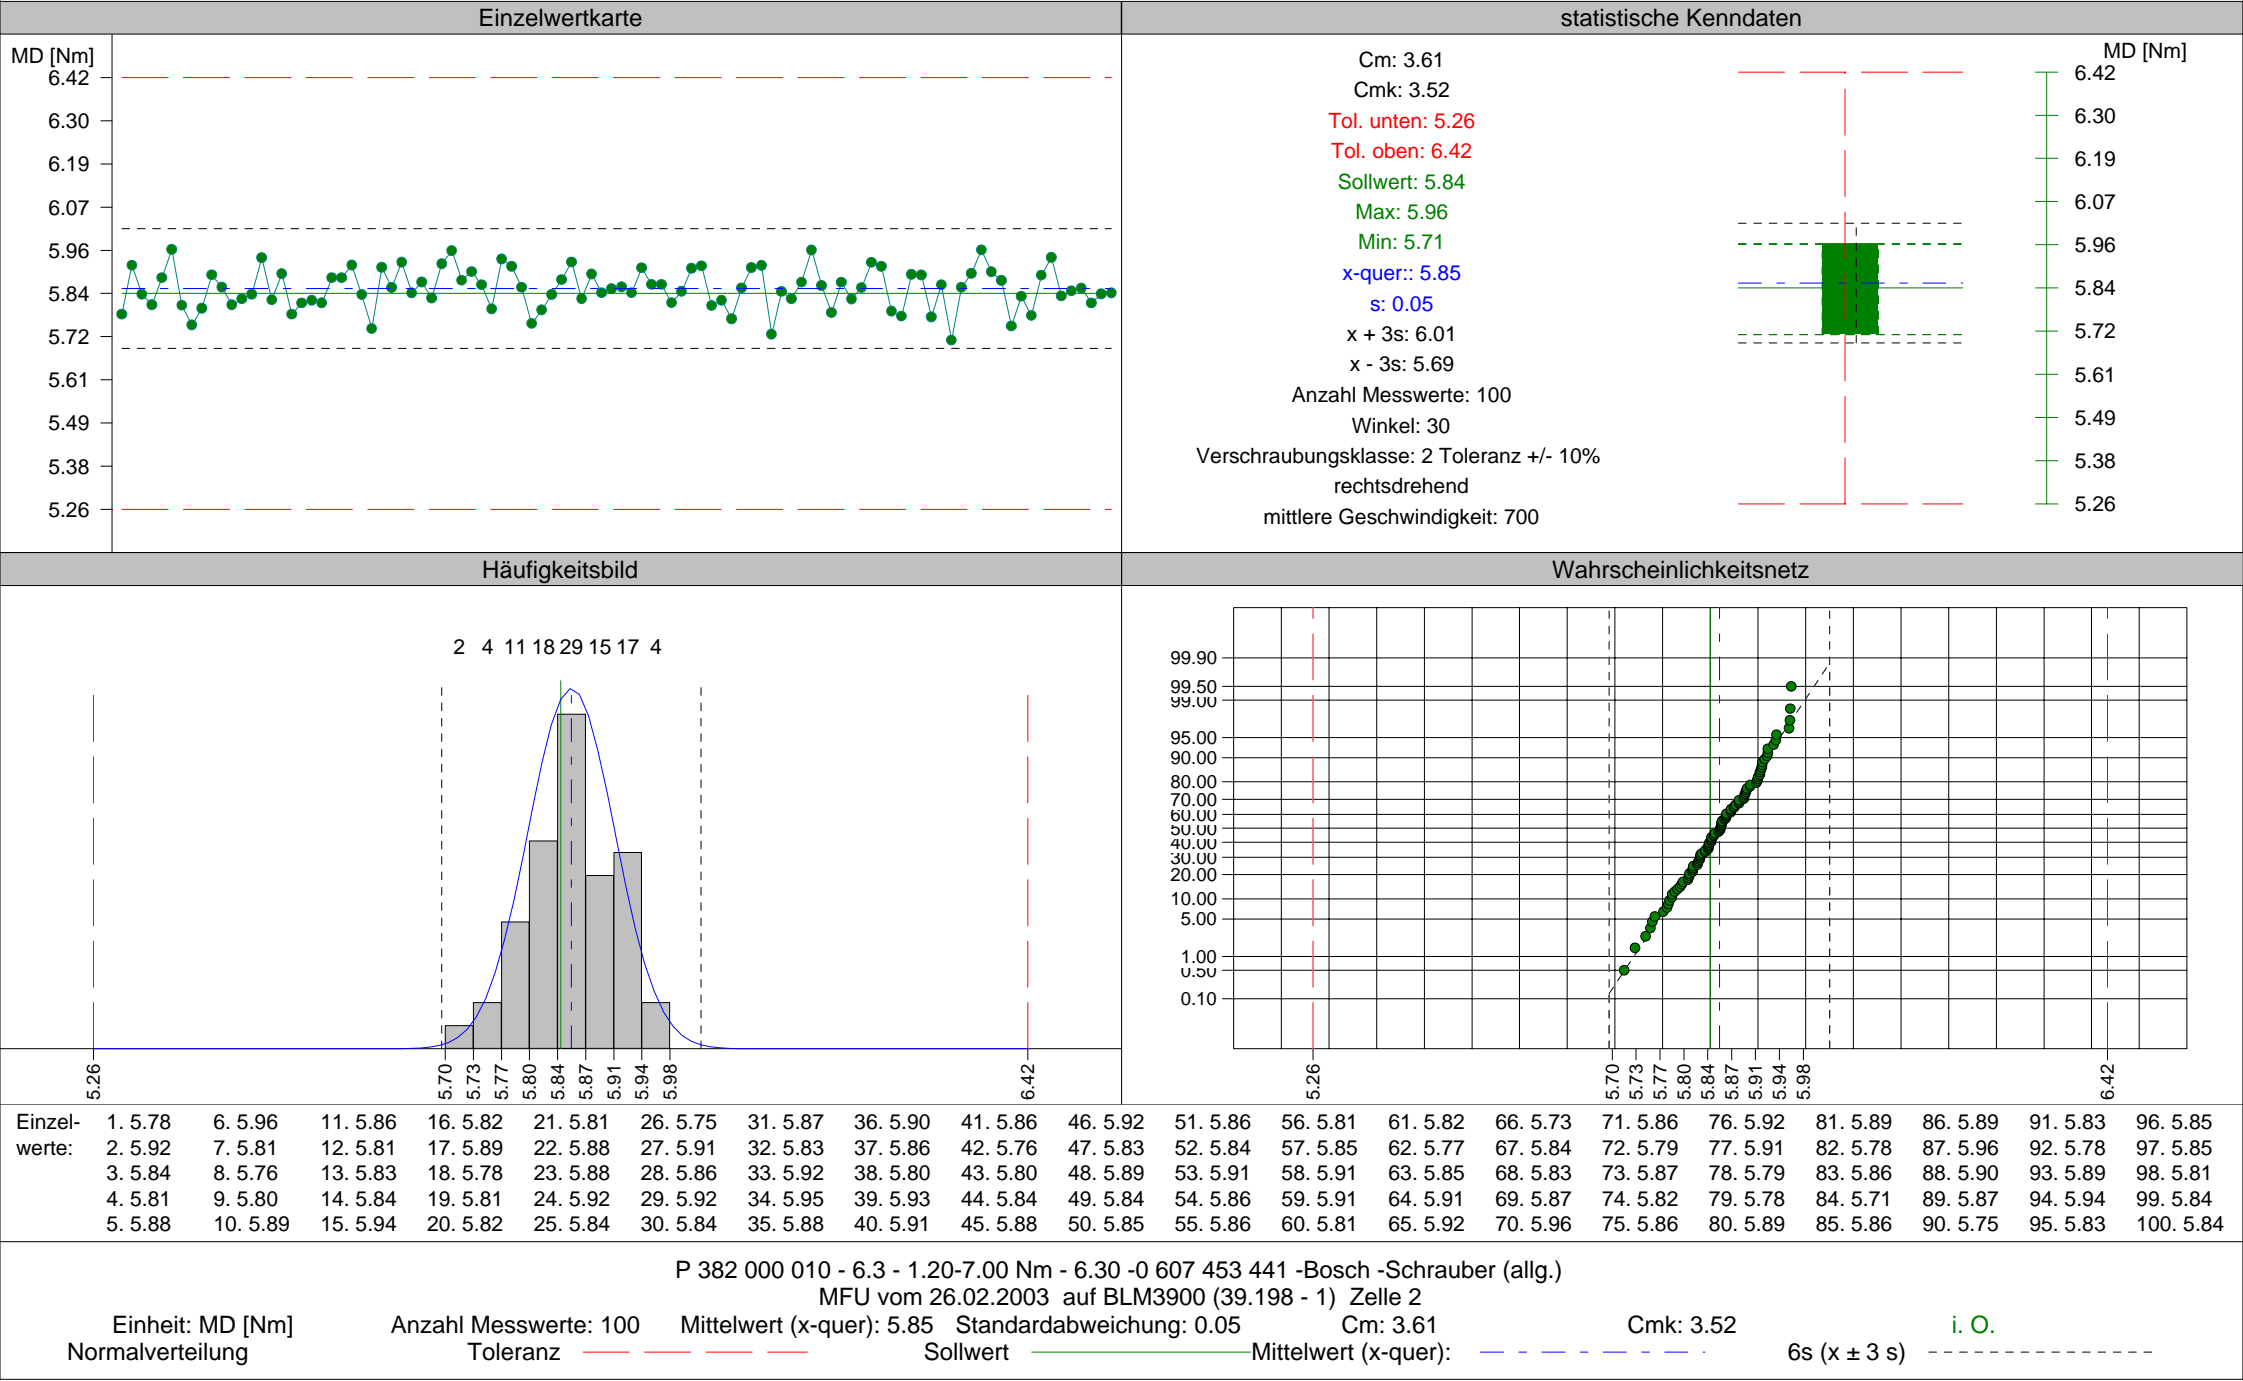 Einzelwertkarte
MD [Nm]
6.42
6.30
6.19
6.07
5.96
5.84
5.72
5.61
5.49
5.38
5.26
statistische Kenndaten
Cm: 3.61
Cmk: 3.52
Tol. unten: 5.26
Tol. oben: 6.42
Sollwert: 5.84
Max: 5.96
Min: 5.71
x-quer:: 5.85
s: 0.05
x + 3s: 6.01
x - 3s: 5.69
Anzahl Messwerte: 100
Winkel: 30
Verschraubungsklasse: 2 Toleranz +/- 10%
rechtsdrehend
mittlere Geschwindigkeit: 700
MD [Nm]
6.42
6.30
6.19
6.07
5.96
5.84
5.72
5.61
5.49
5.38
5.26
Häufigkeitsbild
2 4 11 18 29 15 17 4
5.26 5.70 5.73 5.77 5.80 5.84 5.87 5.91 5.94 5.98 6.42
Wahrscheinlichkeitsnetz
99.90
99.50
99.00
95.00
90.00
80.00
70.00
60.00
50.00
40.00
30.00
20.00
10.00
5.00
1.00
0.50
0.10
5.26 5.70 5.73 5.77 5.80 5.84 5.87 5.91 5.94 5.98 6.42
Einzel- 1. 5.78 6. 5.96 11. 5.86 16. 5.82 21. 5.81 26. 5.75 31. 5.87 36. 5.90 41. 5.86 46. 5.92 51. 5.86 56. 5.81 61. 5.82 66. 5.73 71. 5.86 76. 5.92 81. 5.89 86. 5.89 91. 5.83 96. 5.85
werte: 2. 5.92 7. 5.81 12. 5.81 17. 5.89 22. 5.88 27. 5.91 32. 5.83 37. 5.86 42. 5.76 47. 5.83 52. 5.84 57. 5.85 62. 5.77 67. 5.84 72. 5.79 77. 5.91 82. 5.78 87. 5.96 92. 5.78 97. 5.85
3. 5.84 8. 5.76 13. 5.83 18. 5.78 23. 5.88 28. 5.86 33. 5.92 38. 5.80 43. 5.80 48. 5.89 53. 5.91 58. 5.91 63. 5.85 68. 5.83 73. 5.87 78. 5.79 83. 5.86 88. 5.90 93. 5.89 98. 5.81
4. 5.81 9. 5.80 14. 5.84 19. 5.81 24. 5.92 29. 5.92 34. 5.95 39. 5.93 44. 5.84 49. 5.84 54. 5.86 59. 5.91 64. 5.91 69. 5.87 74. 5.82 79. 5.78 84. 5.71 89. 5.87 94. 5.94 99. 5.84
5. 5.88 10. 5.89 15. 5.94 20. 5.82 25. 5.84 30. 5.84 35. 5.88 40. 5.91 45. 5.88 50. 5.85 55. 5.86 60. 5.81 65. 5.92 70. 5.96 75. 5.86 80. 5.89 85. 5.86 90. 5.75 95. 5.83 100. 5.84
P 382 000 010 - 6.3 - 1.20-7.00 Nm - 6.30 -0 607 453 441 -Bosch -Schrauber (allg.)
MFU vom 26.02.2003 auf BLM3900 (39.198 - 1) Zelle 2
Einheit: MD [Nm] Anzahl Messwerte: 100 Mittelwert (x-quer): 5.85 Standardabweichung: 0.05 Cm: 3.61 Cmk: 3.52 i. O.
Normalverteilung Toleranz Sollwert Mittelwert (x-quer): 6s (x ± 3 s)